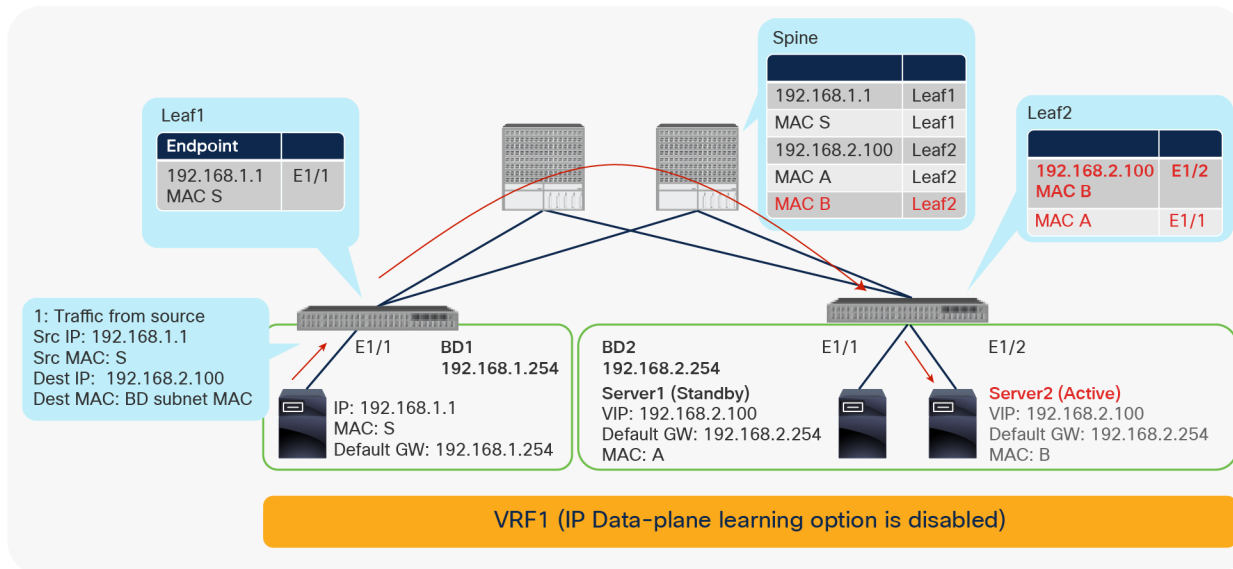 Spine
192.168.1.1 Leaf1
MAC S Leaf1
192.168.2.100 Leaf2
MAC A Leaf2
MAC B Leaf2
Leaf1
Endpoint
192.168.1.1 E1/1
MAC S
Leaf2
192.168.2.100 E1/2
MAC B
MAC A E1/1
1: Traffic from source
Src IP: 192.168.1.1
Src MAC: S
Dest IP: 192.168.2.100
Dest MAC: BD subnet MAC
E1/1
BD1
192.168.1.254
IP: 192.168.1.1
MAC: S
Default GW: 192.168.1.254
BD2
192.168.2.254
E1/1
E1/2
Server1 (Standby)
VIP: 192.168.2.100
Default GW: 192.168.2.254
MAC: A
Server2 (Active)
VIP: 192.168.2.100
Default GW: 192.168.2.254
MAC: B
VRF1 (IP Data-plane learning option is disabled)